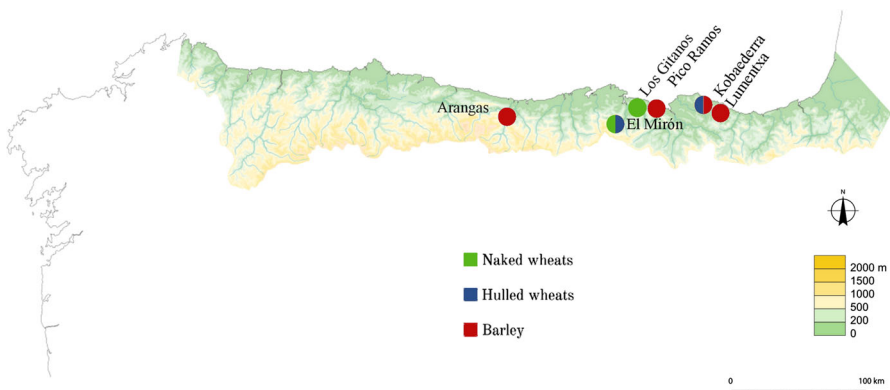 Los Gitanos
Pico Ramos
Kobaederra
Lumentxa
Arangas
El Mirón
N
Naked wheats
Hulled wheats
Barley
2000 m
1500
1000
500
200
0
0 100 km